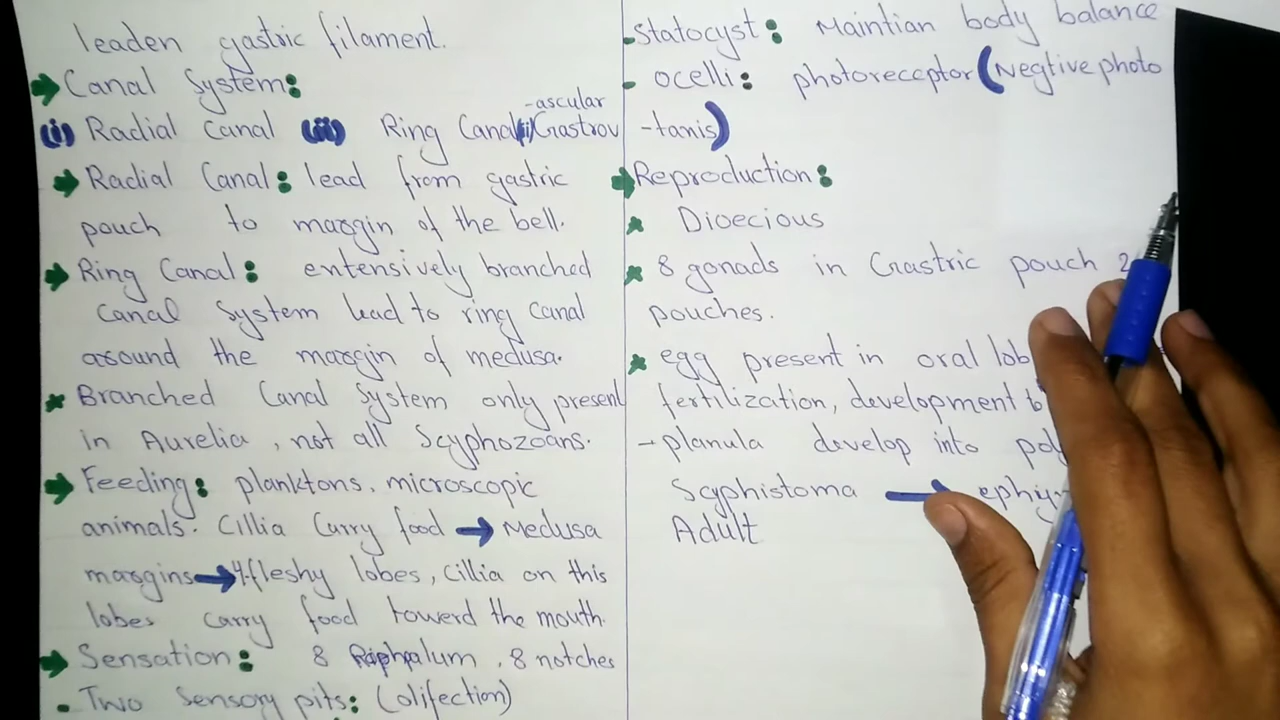 leaden gastric filament.
Canal System:
(i) Radial Canal (ii) Ring Canal Gastrov
-ascular
Radial Canal: lead from gastric
pouch to margin of the bell.
Ring Canal: extensively branched
Canal System lead to ring canal
around the margin of medusa.
Branched Canal System only present
in Aurelia, not all Scyphozoans.
Feeding: planktons, microscopic
animals. Cillia Carry food → Medusa
margins → 4-fleshy lobes, Cillia on this
lobes carry food towerd the mouth.
Sensation: 8 , 8 notches
Two Sensory pits: (olifection)
Statocyst: Maintian body balance
ocelli: photoreceptor (Negtive photo
-taxis)
Reproduction:
Dioecious
8 gonads in Gastric pouch 2
pouches.
egg present in oral lob
fertilization, development
planula develop into
Scyphistoma → ephy
Adult